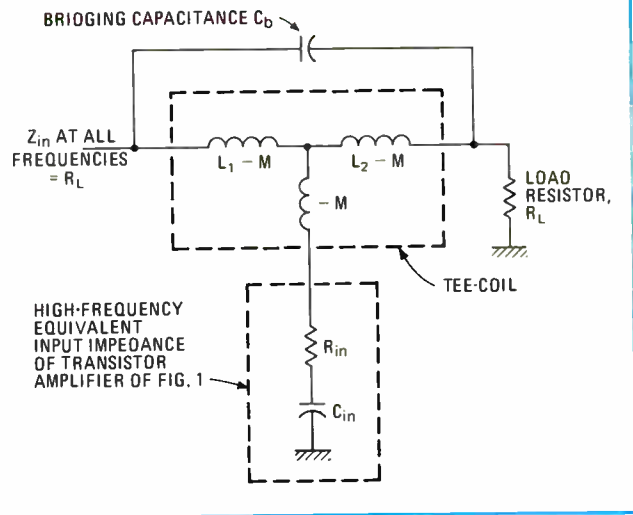 BRIDGING CAPACITANCE Cb
Zin AT ALL
FREQUENCIES
= RL
L1 – M
L2 – M
– M
LOAD
RESISTOR,
RL
TEE-COIL
HIGH-FREQUENCY
EQUIVALENT
INPUT IMPEDANCE
OF TRANSISTOR
AMPLIFIER OF FIG. 1
Rin
Cin